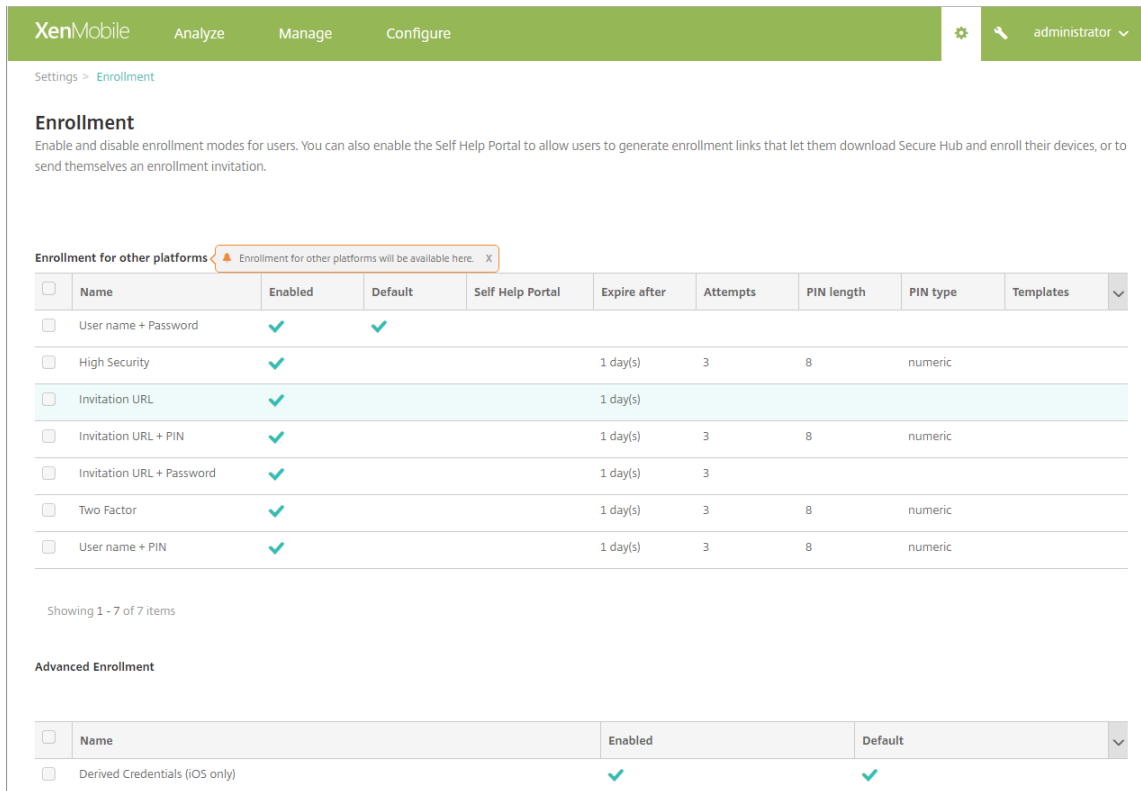 XenMobile Analyze Manage Configure administrator
Settings > Enrollment
Enrollment
Enable and disable enrollment modes for users. You can also enable the Self Help Portal to allow users to generate enrollment links that let them download Secure Hub and enroll their devices, or to
send themselves an enrollment invitation.
Enrollment for other platforms Enrollment for other platforms will be available here. X
Name Enabled Default Self Help Portal Expire after Attempts PIN length PIN type Templates
User name + Password
High Security 1 day(s) 3 8 numeric
Invitation URL 1 day(s)
Invitation URL + PIN 1 day(s) 3 8 numeric
Invitation URL + Password 1 day(s) 3
Two Factor 1 day(s) 3 8 numeric
User name + PIN 1 day(s) 3 8 numeric
Showing 1 - 7 of 7 items
Advanced Enrollment
Name Enabled Default
Derived Credentials (iOS only)